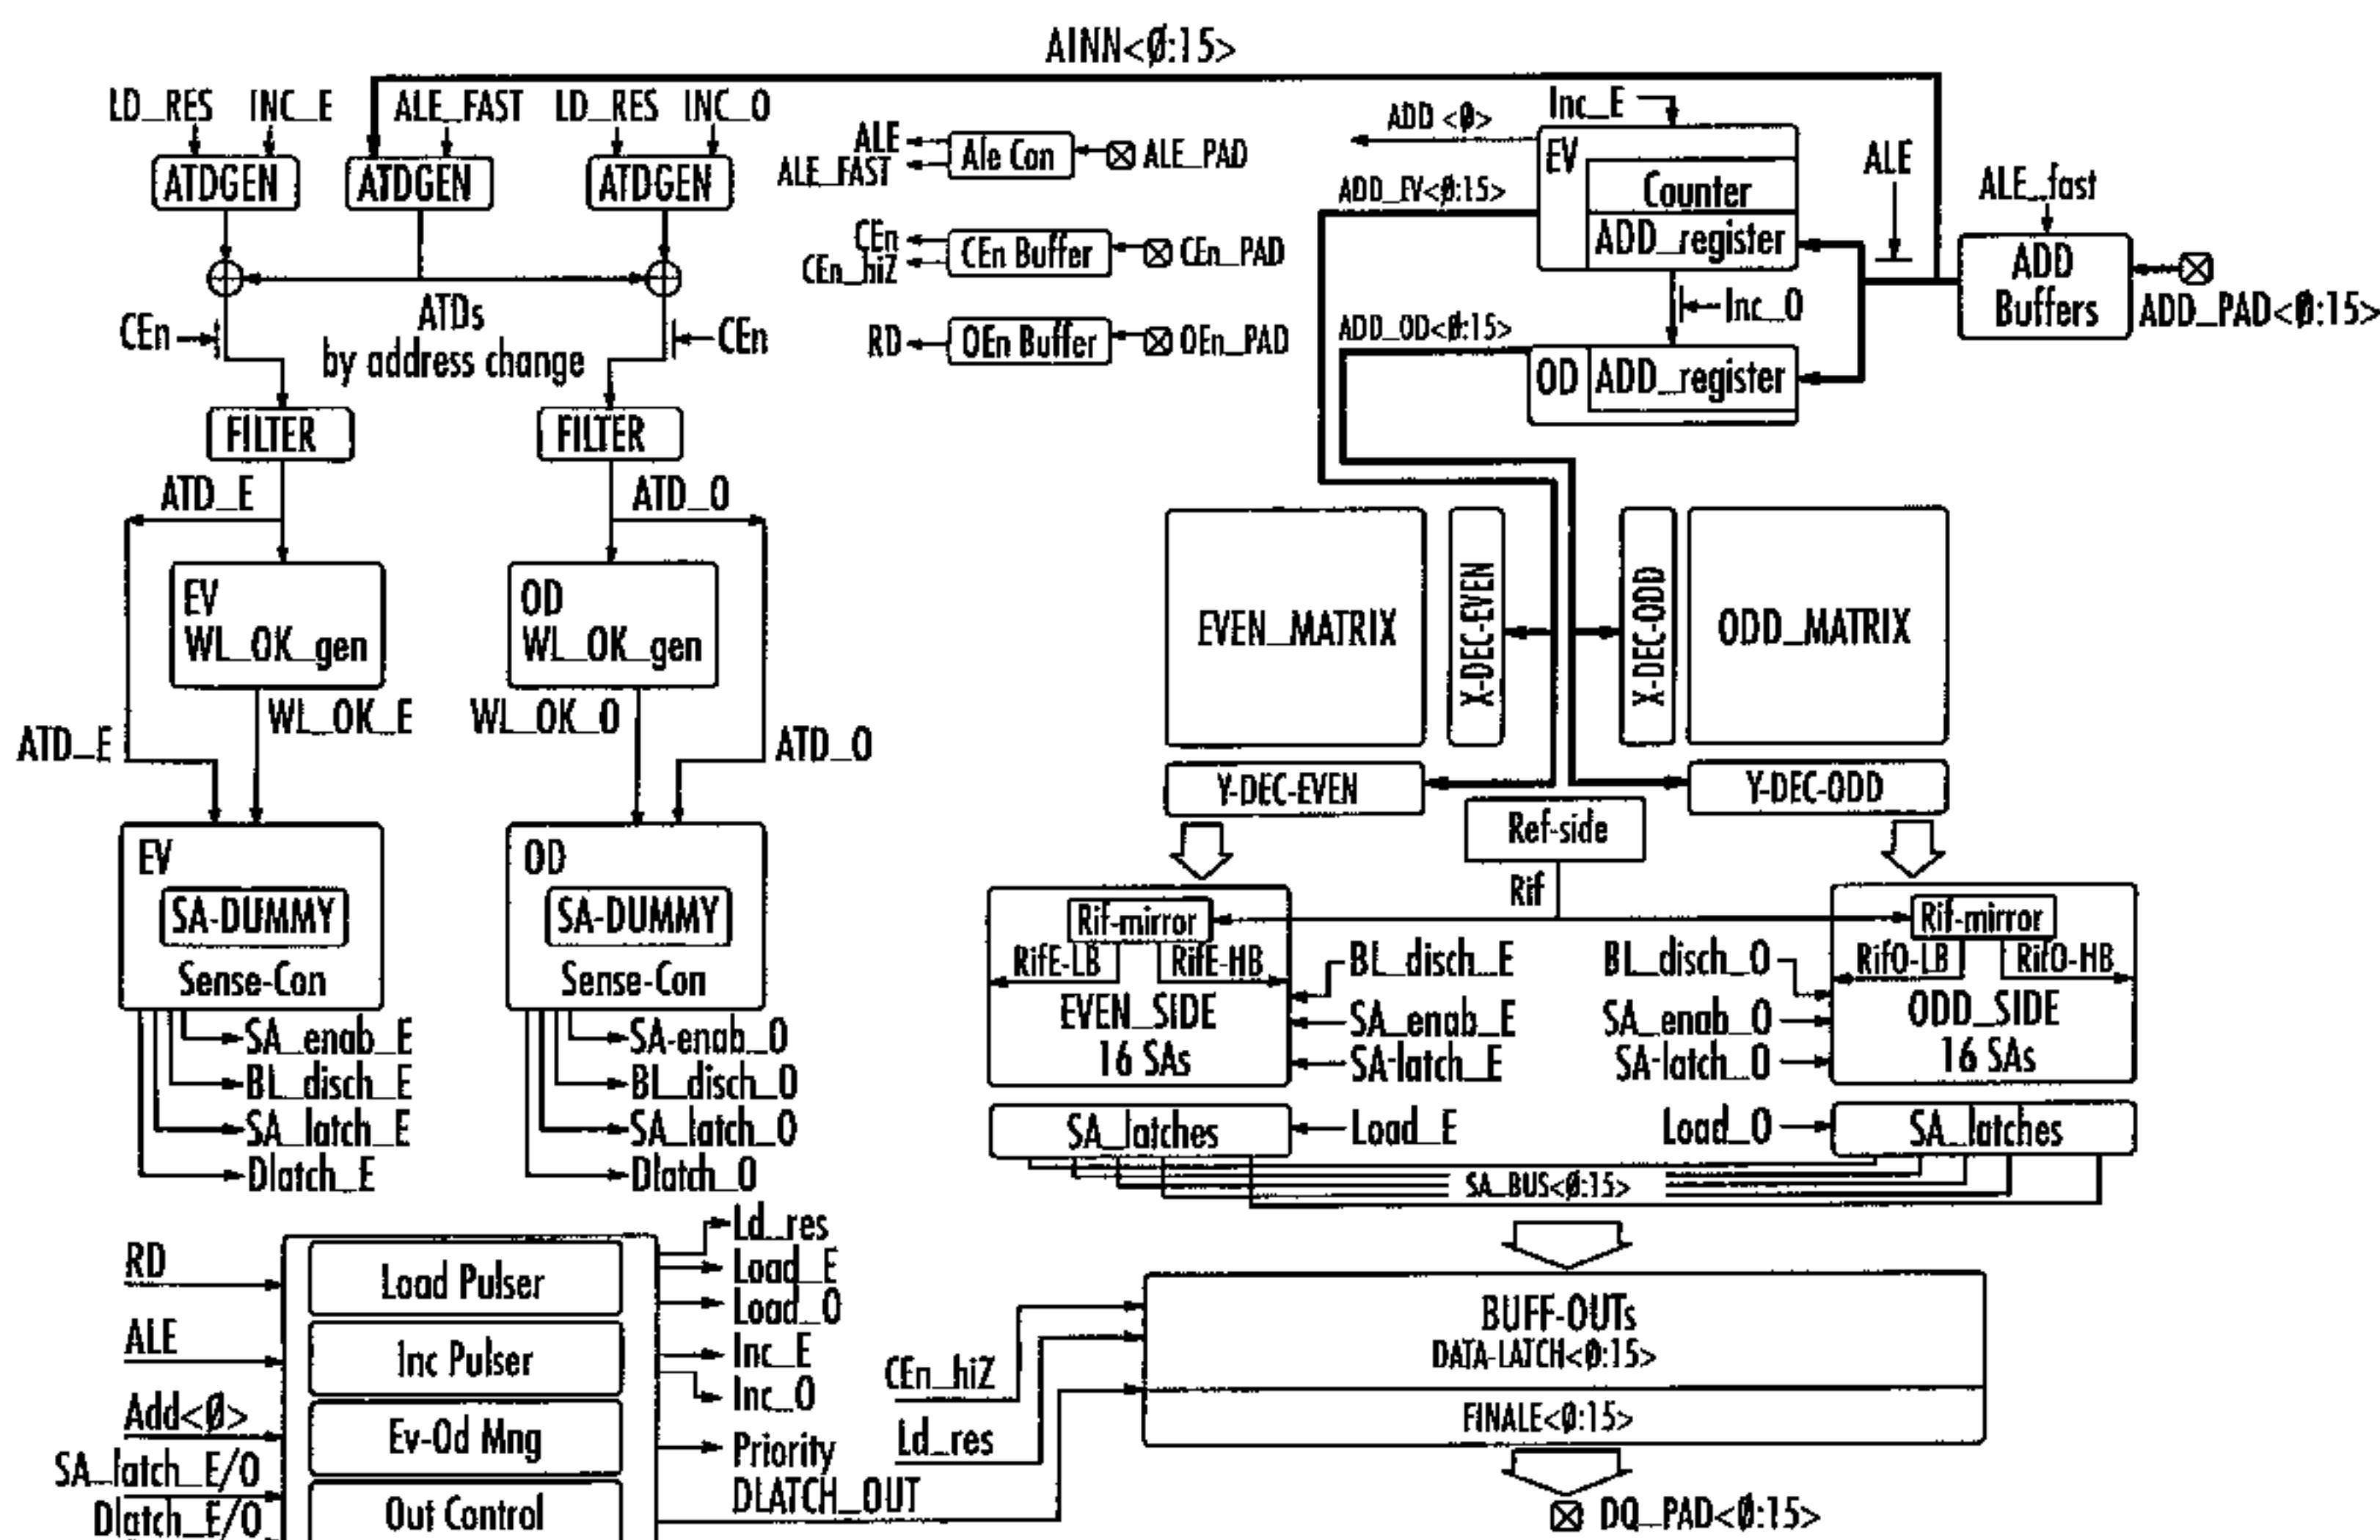 AINN<Ø:15>
LD_RES INC_E ALE_FAST LD_RES INC_O
ATDGEN ATDGEN ATDGEN
ATDs
by address change
CEn CEn
FILTER FILTER
ATD_E ATD_O
EV
WL_OK_gen
OD
WL_OK_gen
WL_OK_E WL_OK_O
ATD_E ATD_O
EV
SA-DUMMY
Sense-Con
OD
SA-DUMMY
Sense-Con
SA_enab_E
BL_disch_E
SA_latch_E
Dlatch_E
SA-enab_O
BL_disch_O
SA_latch_O
Dlatch_O
ALE
ALE_FAST
Ale Con
ALE_PAD
CEn
CEn_hiZ
CEn Buffer
CEn_PAD
RD
OEn Buffer
OEn_PAD
ADD <Ø>
Inc_E
EV
Counter
ADD_register
ADD_EV<Ø:15>
ALE
ALE_fast
ADD
Buffers
ADD_PAD<Ø:15>
Inc_O
ADD_OD<Ø:15>
OD ADD_register
EVEN_MATRIX
X-DEC-EVEN
X-DEC-ODD
ODD_MATRIX
Y-DEC-EVEN
Y-DEC-ODD
Ref-side
Rif
Rif-mirror
RifE-LB RifE-HB
EVEN_SIDE
16 SAs
BL_disch_E
SA_enab_E
SA-latch_E
BL_disch_O
SA_enab_O
SA-latch_O
Rif-mirror
RifO-LB RifO-HB
ODD_SIDE
16 SAs
SA_latches
Load_E
Load_O
SA_latches
SA_BUS<Ø:15>
RD
ALE
Add<Ø>
SA_latch_E/O
Dlatch_E/O
Load Pulser
Inc Pulser
Ev-Od Mng
Out Control
Ld_res
Load_E
Load_O
Inc_E
Inc_O
Priority
DLATCH_OUT
CEn_hiZ
Ld_res
BUFF-OUTs
DATA-LATCH<Ø:15>
FINALE<Ø:15>
DQ_PAD<Ø:15>